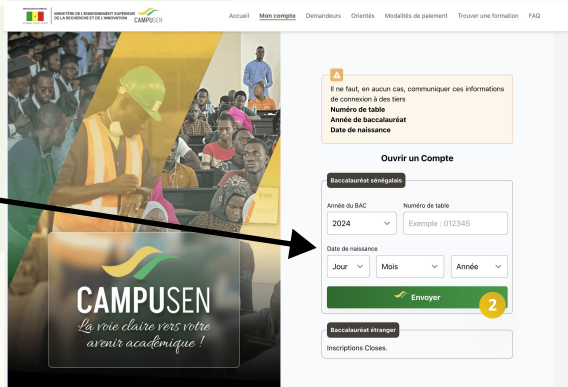 MINISTÈRE DE L'ENSEIGNEMENT SUPÉRIEUR
DE LA RECHERCHE ET DE L'INNOVATION
CAMPUSEN
Accueil Mon compte Demandeurs Orientés Modalités de paiement Trouver une formation FAQ
Il ne faut, en aucun cas, communiquer ces informations
de connexion à des tiers
Numéro de table
Année de baccalauréat
Date de naissance
Ouvrir un Compte
Baccalauréat sénégalais
Année du BAC Numéro de table
2024 Exemple : 012345
Date de naissance
Jour Mois Année
Envoyer
2
Baccalauréat étranger
Inscriptions Closes.
CAMPUSEN
La voie claire vers votre
avenir académique !